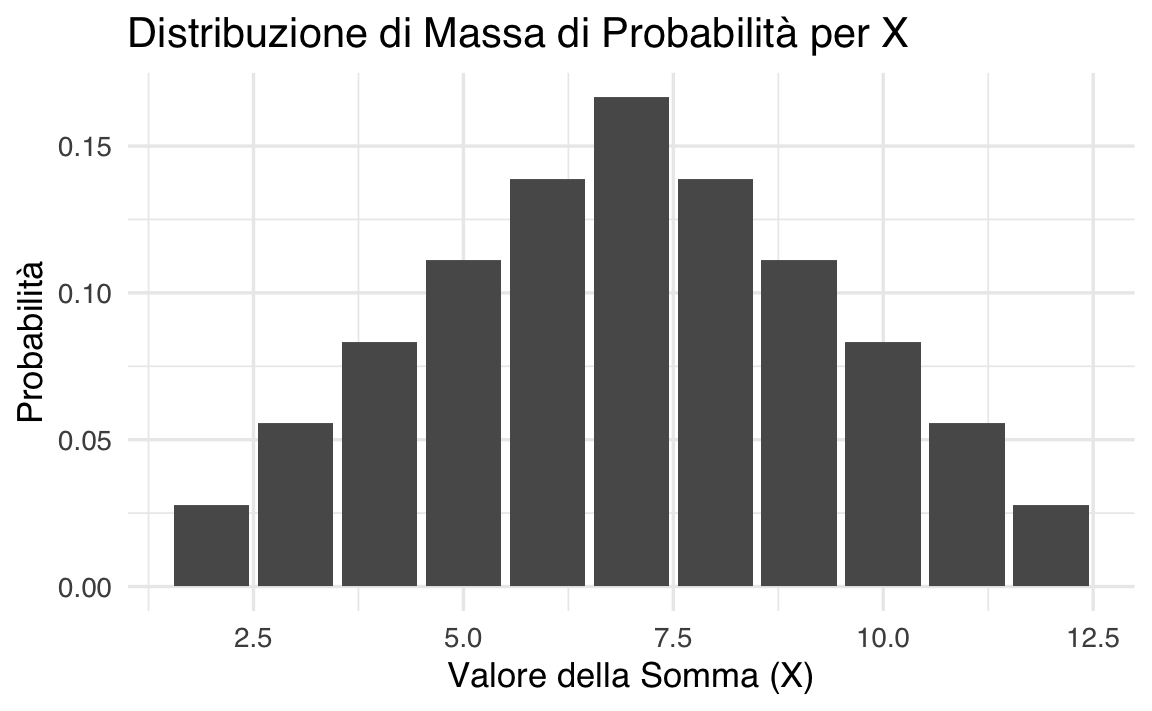 Distribuzione di Massa di Probabilità per X
Probabilità
0.15
0.10
0.05
0.00
2.5 5.0 7.5 10.0 12.5
Valore della Somma (X)